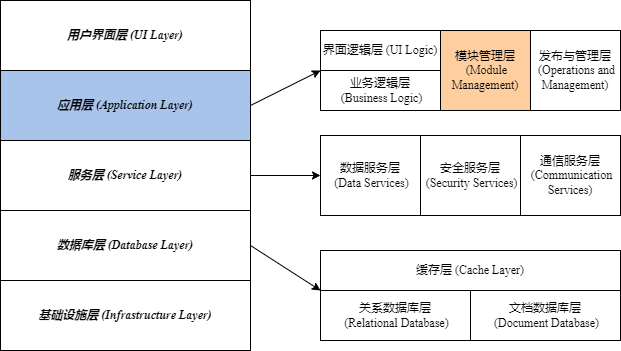 用户界面层 (UI Layer)
应用层 (Application Layer)
服务层 (Service Layer)
数据库层 (Database Layer)
基础设施层 (Infrastructure Layer)
界面逻辑层 (UI Logic)
业务逻辑层
(Business Logic)
模块管理层
(Module
Management)
发布与管理层
(Operations and
Management)
数据服务层
(Data Services)
安全服务层
(Security Services)
通信服务层
(Communication
Services)
缓存层 (Cache Layer)
关系数据库层
(Relational Database)
文档数据库层
(Document Database)